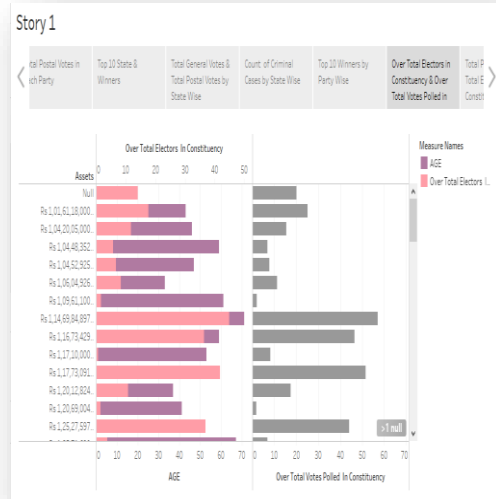 Story 1
tal Postal Votes in
ch Party
Top 10 State &
Winners
Total General Votes &
Total Postal Votes by
State Wise
Count of Criminal
Cases by State Wise
Top 10 Winners by
Party Wise
Over Total Electors in
Constituency & Over
Total Votes Polled in
Total P
Total E
Constit
Over Total Electors In Constituency
Assets
0 10 20 30 40 50
Null
Rs 1,01,61,18,000..
Rs 1,04,20,05,000..
Rs 1,04,48,352..
Rs 1,04,52,925..
Rs 1,06,04,926..
Rs 1,09,61,100..
Rs 1,14,69,84,897..
Rs 1,16,73,429..
Rs 1,17,10,000..
Rs 1,17,73,091..
Rs 1,20,12,824..
Rs 1,20,69,004..
Rs 1,25,27,597..
0 10 20 30 40 50 60 70
AGE
>1 null
0 10 20 30 40 50 60 70
Over Total Votes Polled In Constituency
Measure Names
AGE
Over Total Electors I..